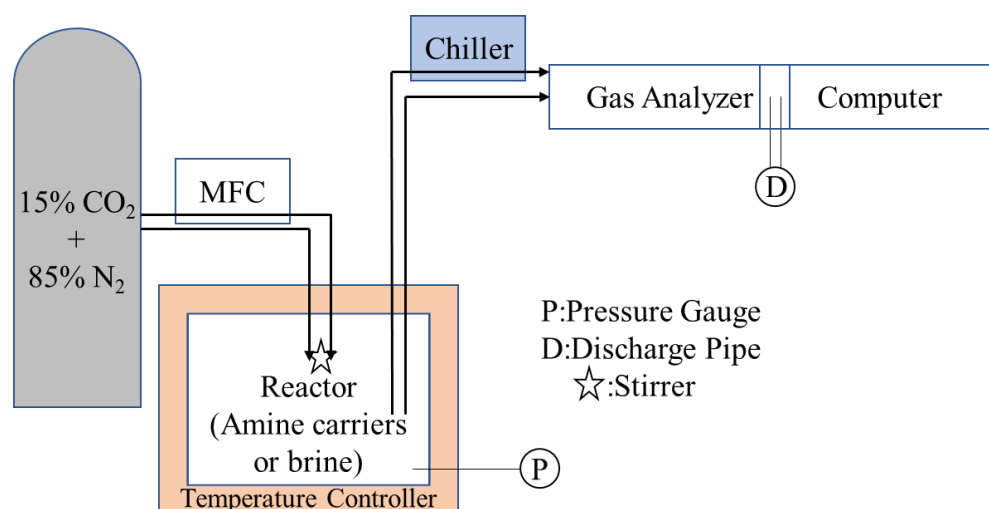 Chiller
Gas Analyzer
Computer
MFC
15% CO₂
+
85% N₂
D
P:Pressure Gauge
D:Discharge Pipe
☆:Stirrer
Reactor
(Amine carriers
or brine)
P
Temperature Controller